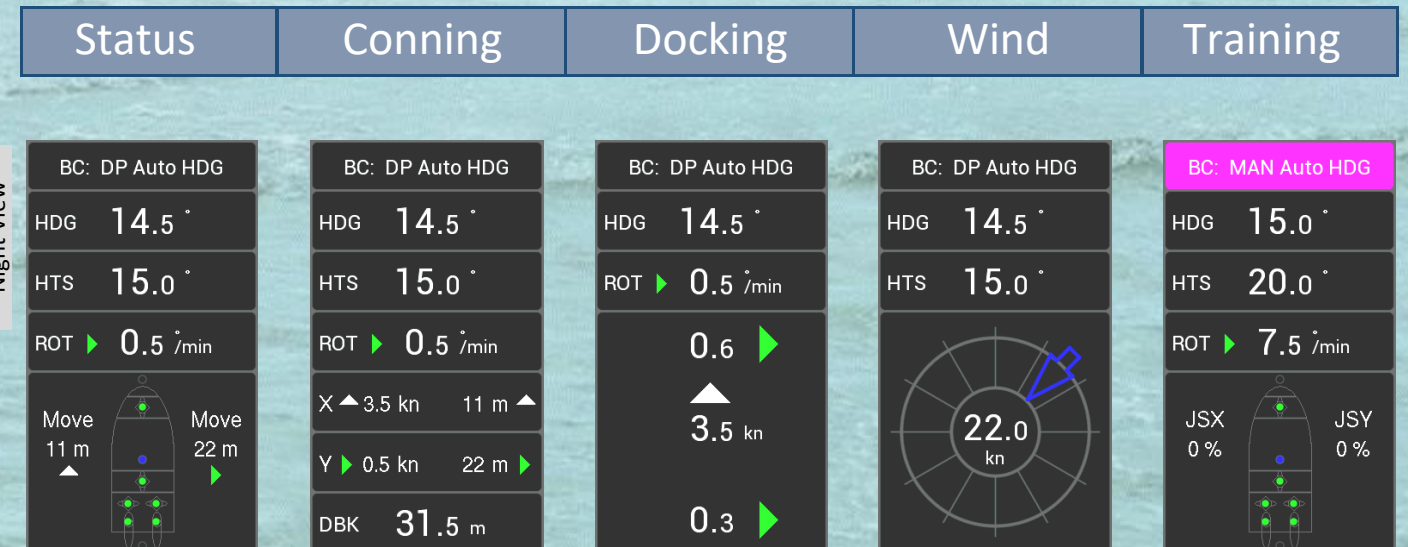 Status
Conning
Docking
Wind
Training
Night View
BC: DP Auto HDG
HDG 14.5 °
HTS 15.0 °
ROT 0.5 °/min
Move
11 m
Move
22 m
BC: DP Auto HDG
HDG 14.5 °
HTS 15.0 °
ROT 0.5 °/min
X 3.5 kn 11 m
Y 0.5 kn 22 m
DBK 31.5 m
BC: DP Auto HDG
HDG 14.5 °
ROT 0.5 °/min
0.6
3.5 kn
0.3
BC: DP Auto HDG
HDG 14.5 °
HTS 15.0 °
22.0
kn
BC: MAN Auto HDG
HDG 15.0 °
HTS 20.0 °
ROT 7.5 °/min
JSX
0 %
JSY
0 %